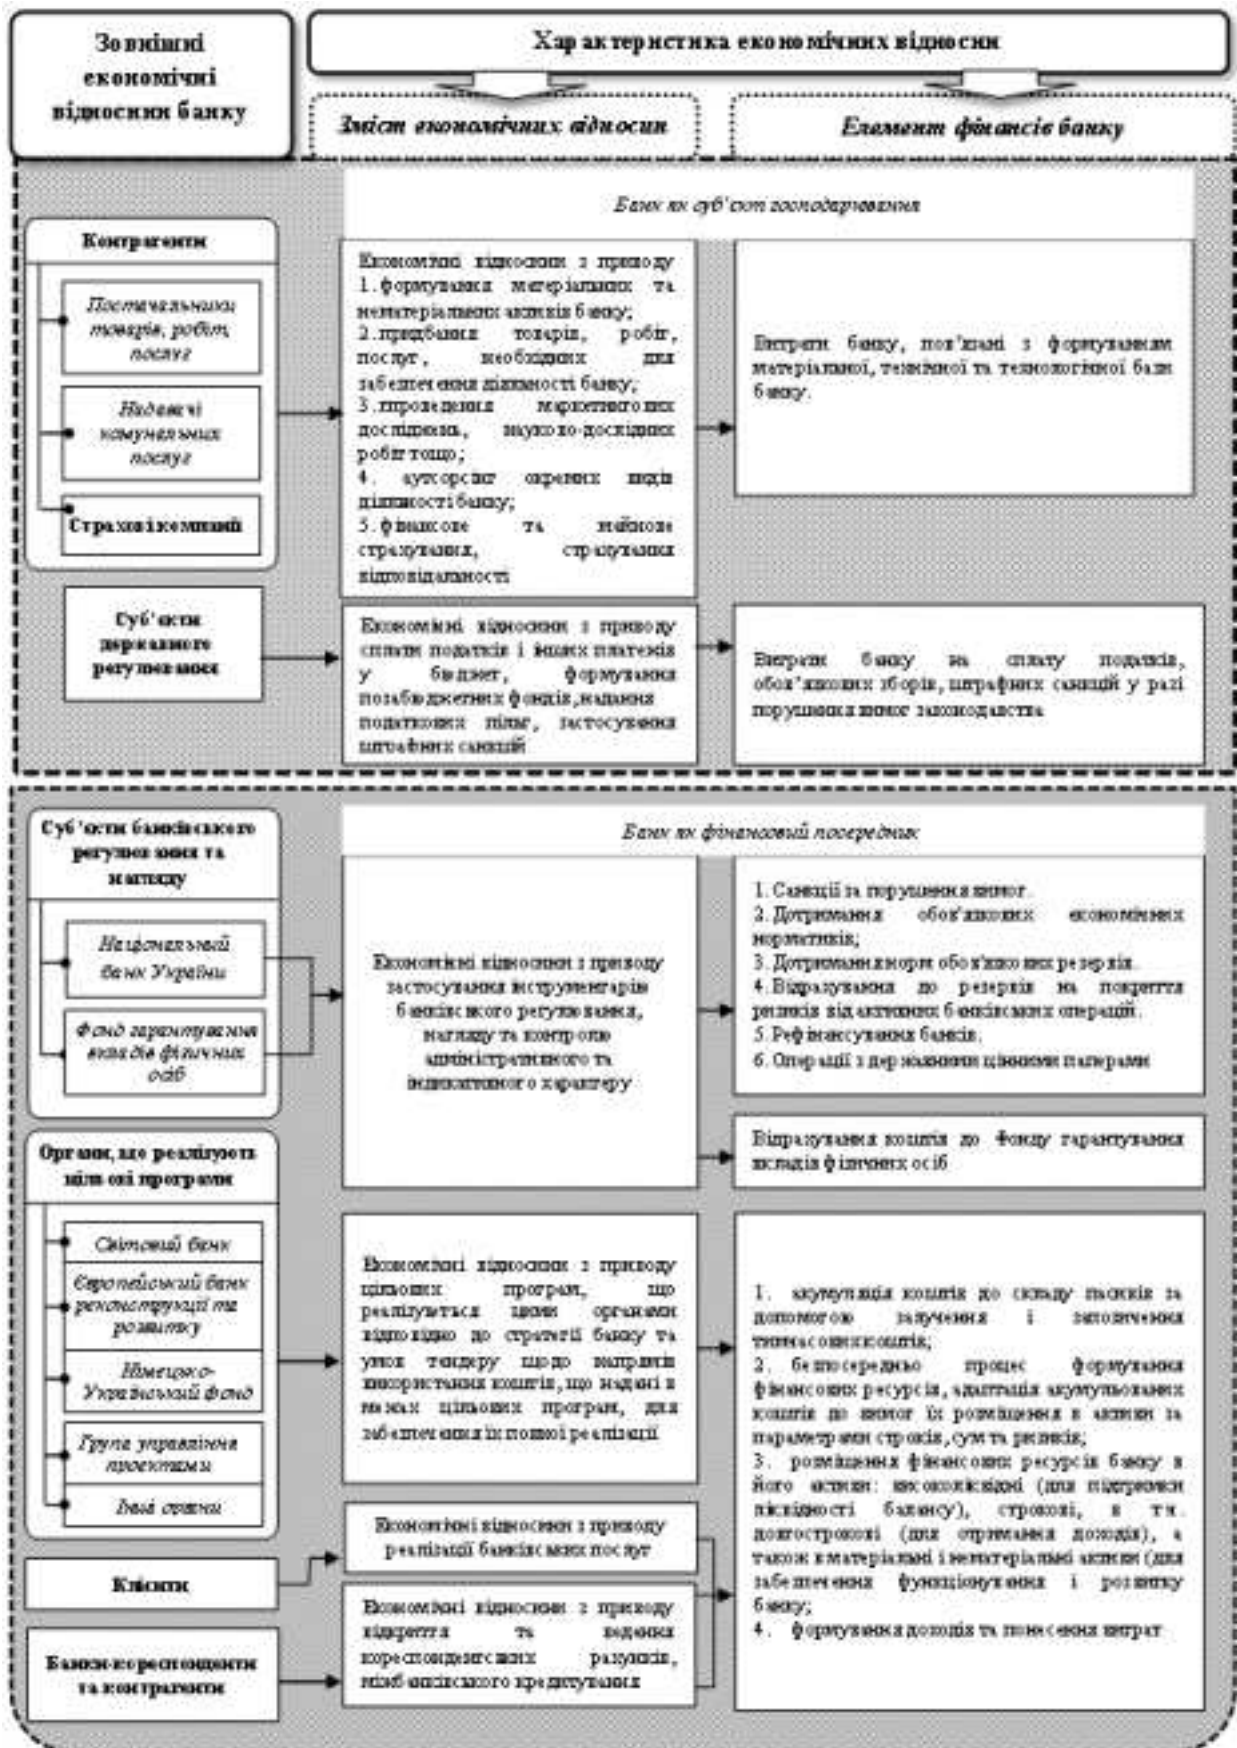 Зовнішні
економічні
відносини банку
Характеристика економічних відносин
Зміст економічних відносин
Елемент фінансів банку
Банк як суб'єкт господарювання
Контрагенти
Постачальники
товарів, робіт,
послуг
Надавачі
комунальних
послуг
Страхові компанії
Економічні відносини з приводу
1. формування матеріальних та
нематеріальних активів банку;
2. придбання товарів, робіт,
послуг, необхідних для
забезпечення діяльності банку;
3. проведення маркетингових
досліджень, науково-дослідних
робіт тощо;
4. аутсорсінг окремих видів
діяльності банку;
5. фінансове та майнове
страхування, страхування
відповідальності
Витрати банку, пов'язані з формуванням
матеріальної, технічної та технологічної бази
банку.
Суб'єкти
державного
регулювання
Економічні відносини з приводу
сплати податків і інших платежів
у бюджет, формування
позабюджетних фондів, надання
податкових пільг, застосування
штрафних санкцій
Витрати банку на сплату податків,
обов'язкових зборів, штрафних санкцій у разі
порушення вимог законодавства
Суб'єкти банківського
регулювання та
нагляду
Національный
банк України
Фонд гарантування
вкладів фізичних
осіб
Банк як фінансовый посередник
Економічні відносини з приводу
застосування інструментарів
банківського регулювання,
нагляду та контролю
адміністративного та
індикативного характеру
1. Санкції за порушення вимог.
2. Дотримання обов'язкових економічних
нормативів;
3. Дотримання норм обов'язкових резервів.
4. Відрахування до резервів на покриття
ризиків від активних банківських операцій.
5. Рефінансування банків;
6. Операції з державними цінними паперами
Відрахування коштів до Фонду гарантування
вкладів фізичних осіб
Органи, що реалізують
цільові програми
Світовий банк
Європейський банк
реконструкції та
розвитку
Німецько-
Український фонд
Група управління
проектами
Інші органи
Економічні відносини з приводу
цільових програм, що
реалізуються цими органами
відповідно до стратегії банку та
умов тендеру щодо напрямів
використання коштів, що надані в
межах цільових програм, для
забезпечення їх повної реалізації
1. акумуляція коштів до складу пасивів за
допомогою залучення і запозичення
тимчасових коштів;
2. безпосередньо процес формування
фінансових ресурсів, адаптація акумульованих
коштів до вимог їх розміщення в активи за
параметрами строків, сум та ризиків;
3. розміщення фінансових ресурсів банку в
його активи: високоліквідні (для підтримки
ліквідності балансу), строкові, в т.ч.
довгострокові (для отримання доходів), а
також в матеріальні і нематеріальні активи (для
забезпечення функціонування і розвитку
банку;
4. формування доходів та понесення витрат
Клієнти
Економічні відносини з приводу
реалізації банківських послуг
Банки-кореспонденти
та контрагенти
Економічні відносини з приводу
відкриття та ведення
кореспондентських рахунків,
міжбанківського кредитування